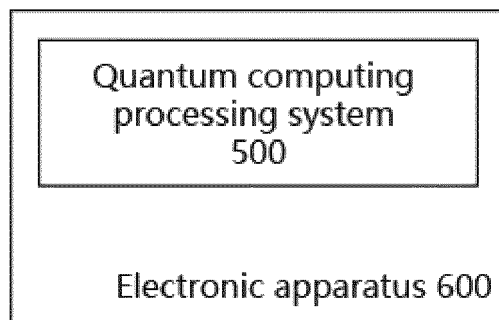 Quantum computing
processing system
500
Electronic apparatus 600